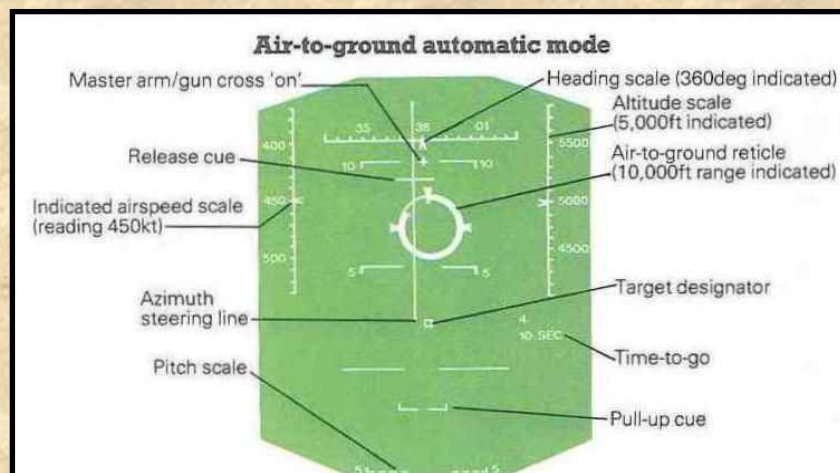 Air-to-ground automatic mode
Master arm/gun cross 'on'
Heading scale (360deg indicated)
Altitude scale
(5,000ft indicated)
Release cue
Air-to-ground reticle
(10,000ft range indicated)
Indicated airspeed scale
(reading 450kt)
Azimuth
steering line
Target designator
Time-to-go
Pitch scale
Pull-up cue
35 36 01
400
450
500
10 10
5 5
5500
5000
4500
4
10 SEC
5 5